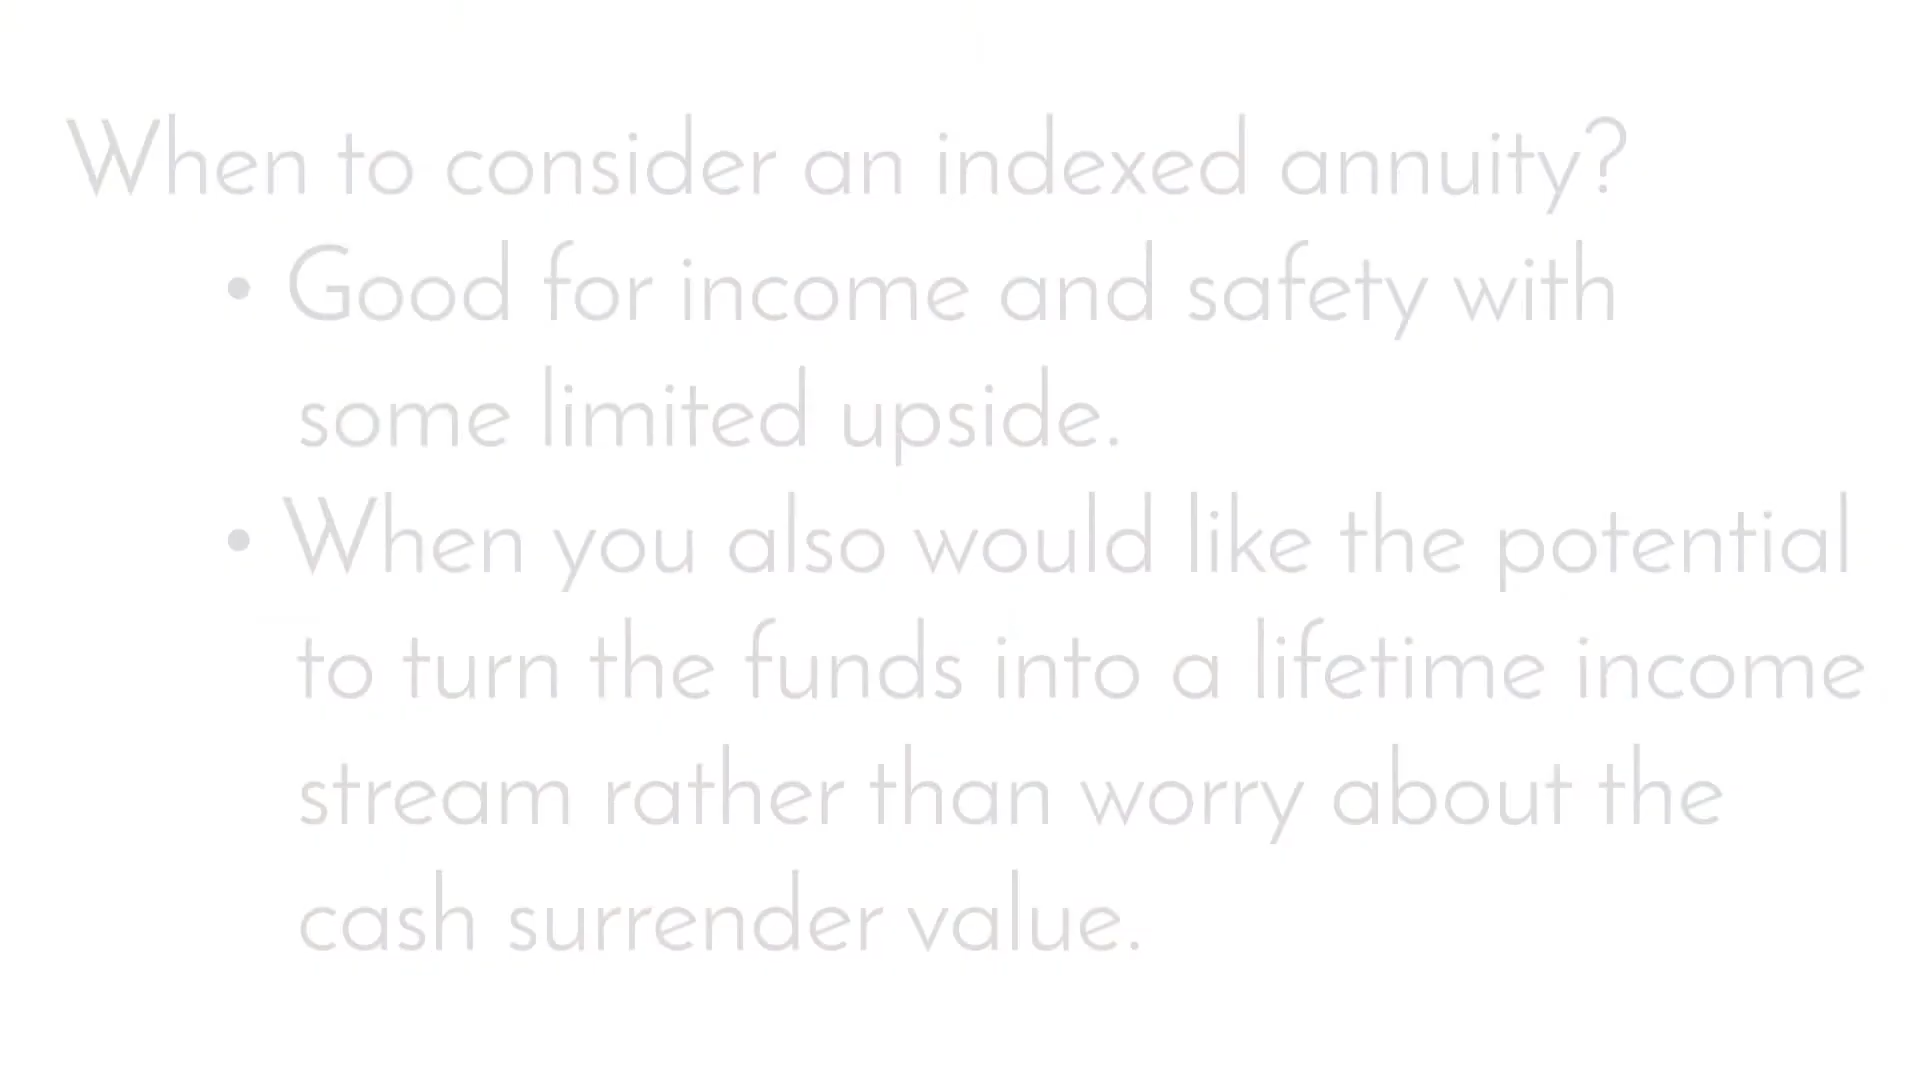 When to consider an indexed annuity?
• Good for income and safety with
some limited upside.
• When you also would like the potential
to turn the funds into a lifetime income
stream rather than worry about the
cash surrender value.